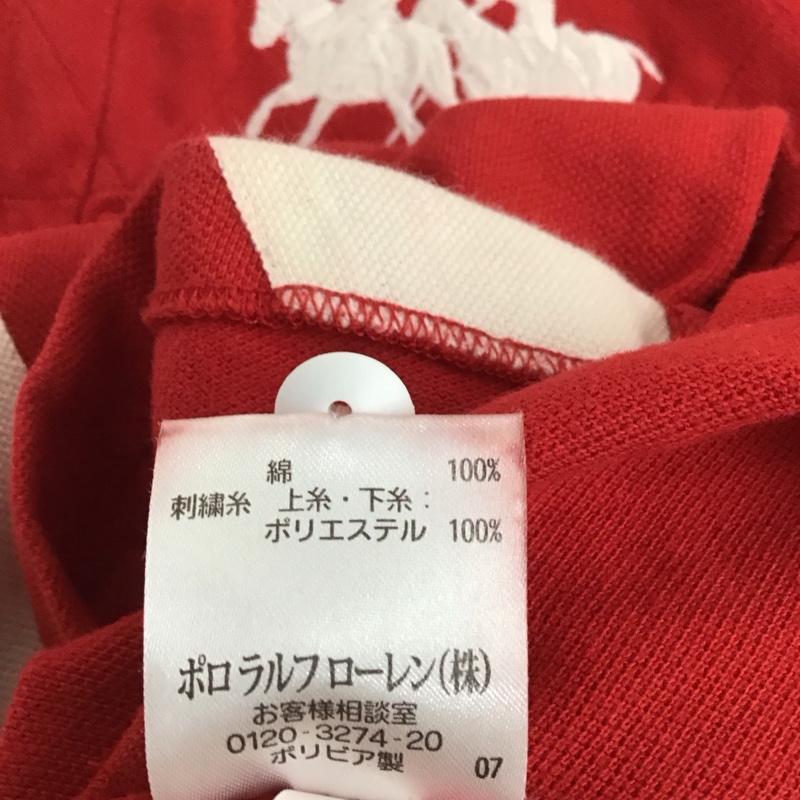 綿 100%
刺繍糸 上糸・下糸:
ポリエステル 100%
ポロ ラルフ ローレン(株)
お客様相談室
0120-3274-20
ボリビア製
07